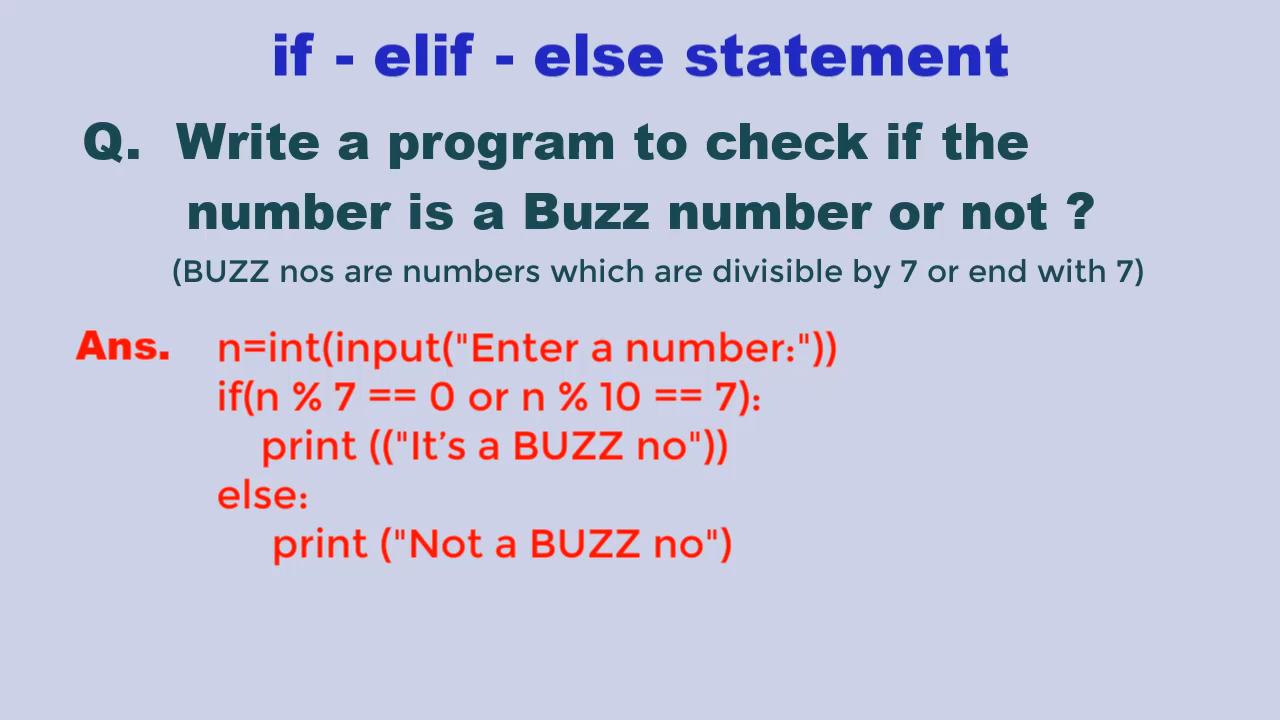 if - elif - else statement
Q. Write a program to check if the
number is a Buzz number or not ?
(BUZZ nos are numbers which are divisible by 7 or end with 7)
Ans. n=int(input("Enter a number:"))
if(n % 7 == 0 or n % 10 == 7):
print (("It’s a BUZZ no"))
else:
print ("Not a BUZZ no")